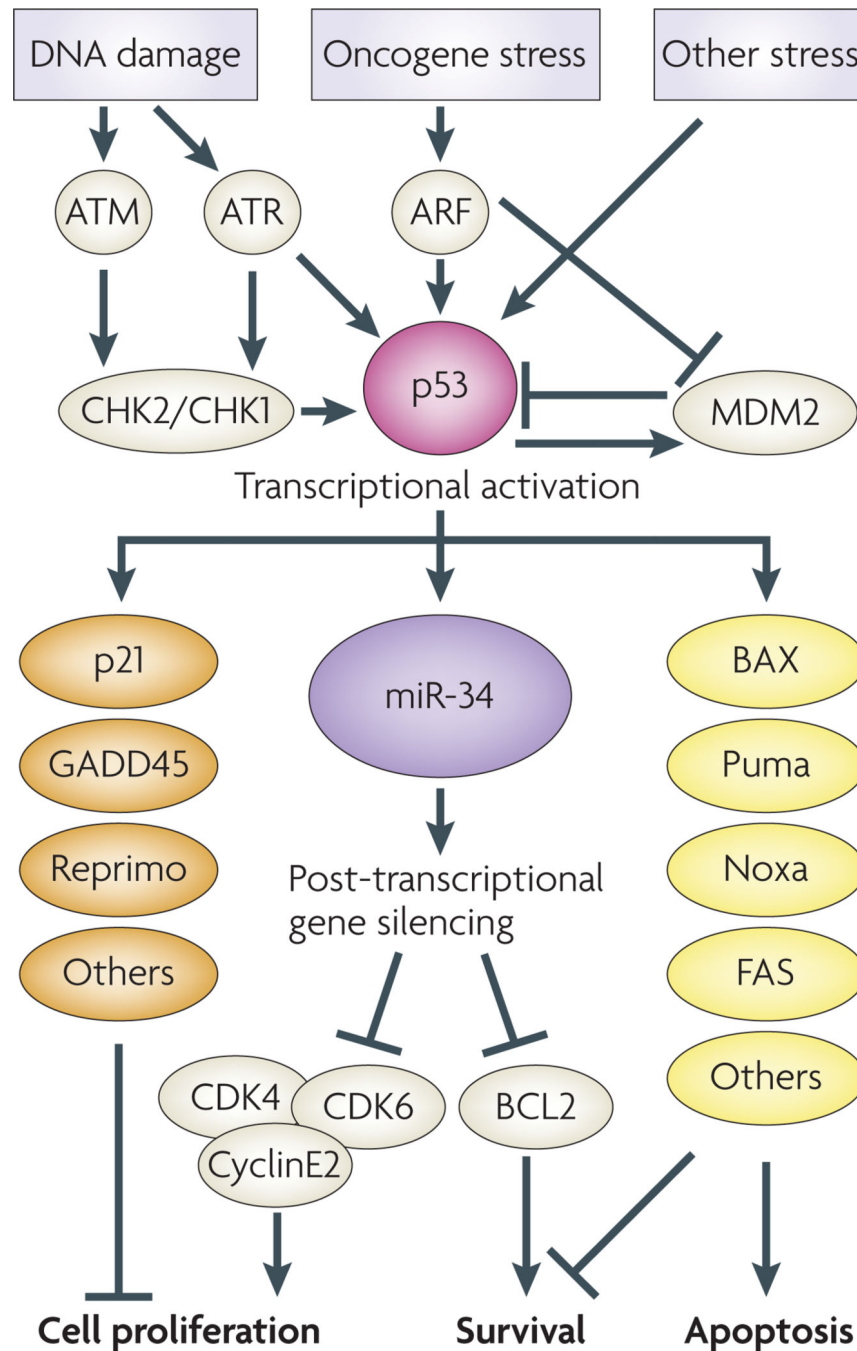 DNA damage
Oncogene stress
Other stress
ATM
ATR
ARF
p53
CHK2/CHK1
MDM2
Transcriptional activation
p21
GADD45
Reprimo
Others
miR-34
Post-transcriptional
gene silencing
BAX
Puma
Noxa
FAS
Others
CDK4
CDK6
CyclinE2
BCL2
Cell proliferation
Survival
Apoptosis